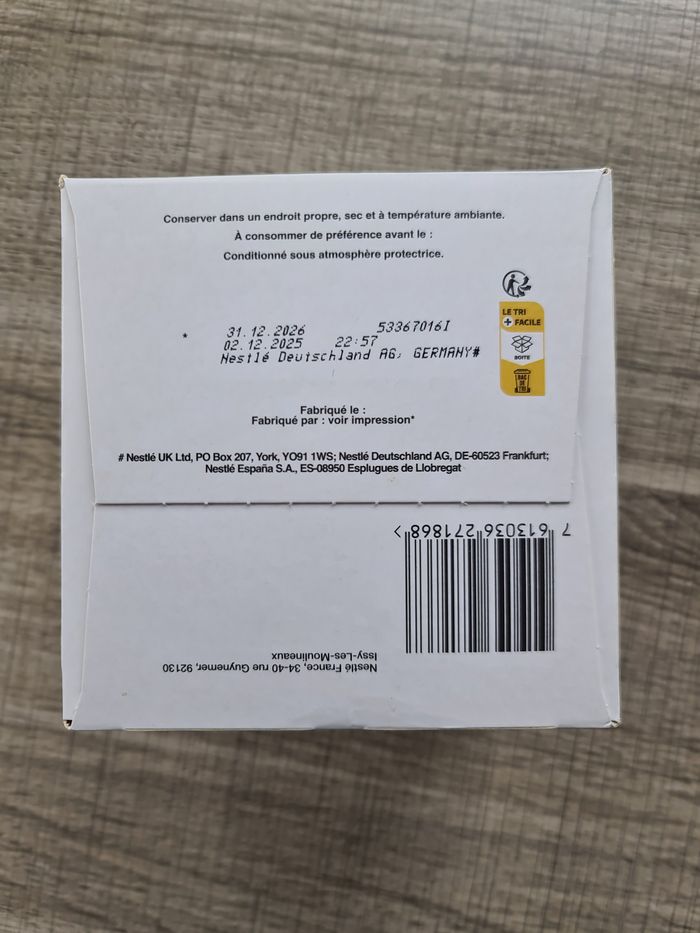 Conserver dans un endroit propre, sec et à température ambiante.
À consommer de préférence avant le :
Conditionné sous atmosphère protectrice.
* 31.12.2026 53367016I
02.12.2025 22:57
Nestlé Deutschland AG, GERMANY#
LE TRI
+ FACILE
BOITE
BAC
DE
TRI
Fabriqué le :
Fabriqué par : voir impression*
# Nestlé UK Ltd, PO Box 207, York, YO91 1WS; Nestlé Deutschland AG, DE-60523 Frankfurt;
Nestlé España S.A., ES-08950 Esplugues de Llobregat
7 613036 271868 >
Nestlé France, 34-40 rue Guynemer, 92130
Issy-Les-Moulineaux